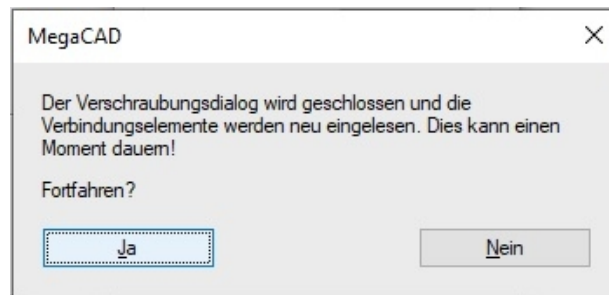 MegaCAD
Der Verschraubungsdialog wird geschlossen und die
Verbindungselemente werden neu eingelesen. Dies kann einen
Moment dauern!
Fortfahren?
Ja
Nein